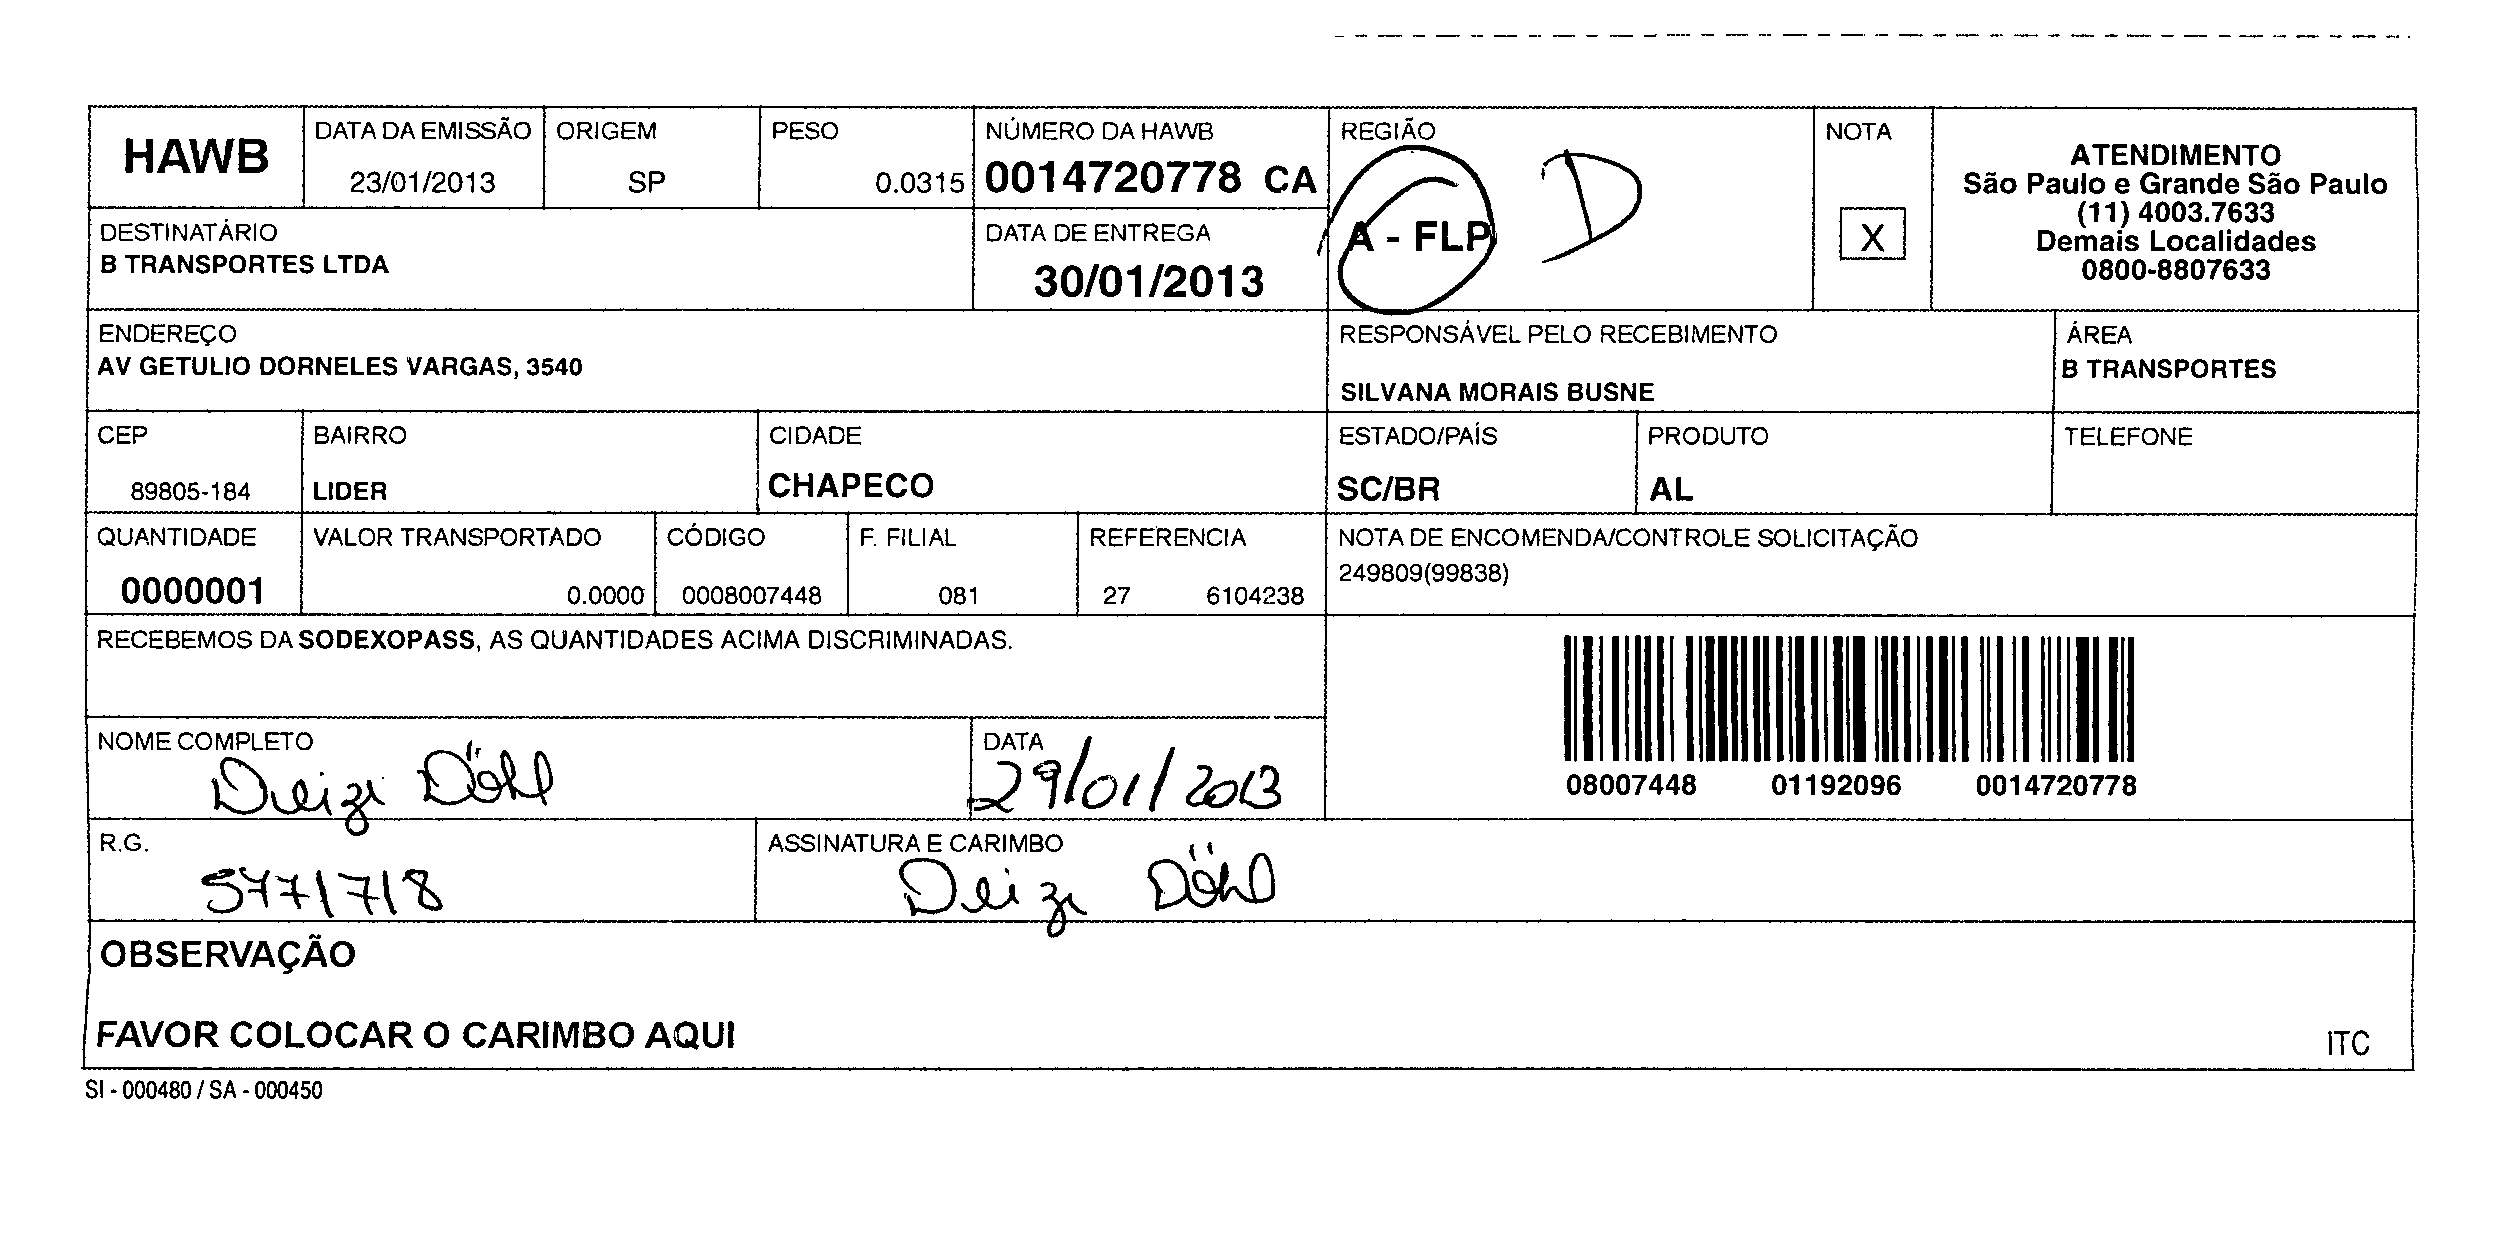 HAWB
DATA DA EMISSÃO
23/01/2013
ORIGEM
SP
PESO
0.0315
NÚMERO DA HAWB
0014720778 CA
REGIÃO
A - FLP D
NOTA
X
ATENDIMENTO
São Paulo e Grande São Paulo
(11) 4003.7633
Demais Localidades
0800-8807633
DESTINATÁRIO
B TRANSPORTES LTDA
DATA DE ENTREGA
30/01/2013
ENDEREÇO
AV GETULIO DORNELES VARGAS, 3540
RESPONSÁVEL PELO RECEBIMENTO
SILVANA MORAIS BUSNE
ÁREA
B TRANSPORTES
CEP
89805-184
BAIRRO
LIDER
CIDADE
CHAPECO
ESTADO/PAÍS
SC/BR
PRODUTO
AL
TELEFONE
QUANTIDADE
0000001
VALOR TRANSPORTADO
0.0000
CÓDIGO
0008007448
F. FILIAL
081
REFERENCIA
27 6104238
NOTA DE ENCOMENDA/CONTROLE SOLICITAÇÃO
249809(99838)
RECEBEMOS DA SODEXOPASS, AS QUANTIDADES ACIMA DISCRIMINADAS.
08007448 01192096 0014720778
NOME COMPLETO
Deizi Döhl
DATA
29/01/2013
R.G.
5771718
ASSINATURA E CARIMBO
Deizi Döhl
OBSERVAÇÃO
FAVOR COLOCAR O CARIMBO AQUI
ITC
SI - 000480 / SA - 000450